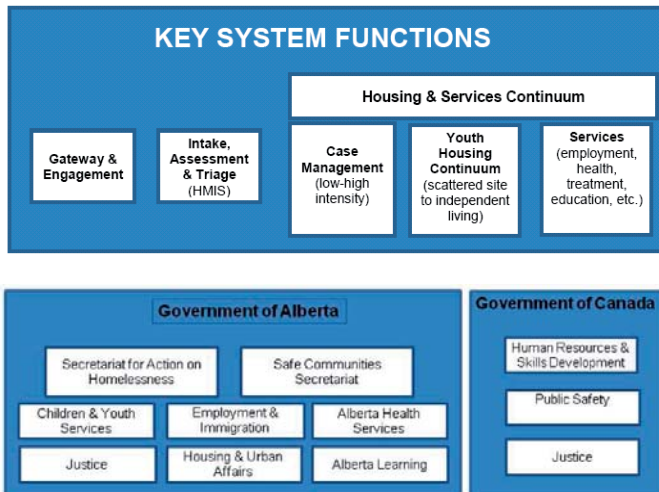 KEY SYSTEM FUNCTIONS
Housing & Services Continuum
Gateway &
Engagement
Intake,
Assessment
& Triage
(HMIS)
Case
Management
(low-high
intensity)
Youth
Housing
Continuum
(scattered site
to independent
living)
Services
(employment,
health,
treatment,
education, etc.)
Government of Alberta
Secretariat for Action on
Homelessness
Safe Communities
Secretariat
Children & Youth
Services
Employment &
Immigration
Alberta Health
Services
Justice
Housing & Urban
Affairs
Alberta Learning
Government of Canada
Human Resources &
Skills Development
Public Safety
Justice